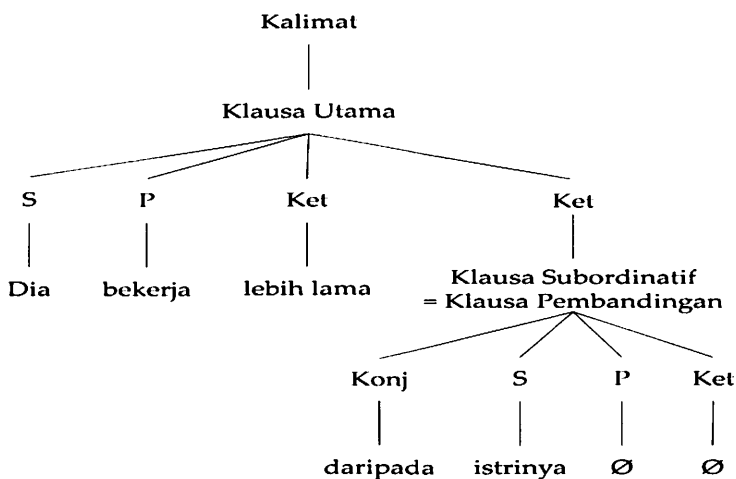 Kalimat
Klausa Utama
S P Ket Ket
Dia bekerja lebih lama Klausa Subordinatif
= Klausa Pembandingan
Konj S P Ket
daripada istrinya Ø Ø